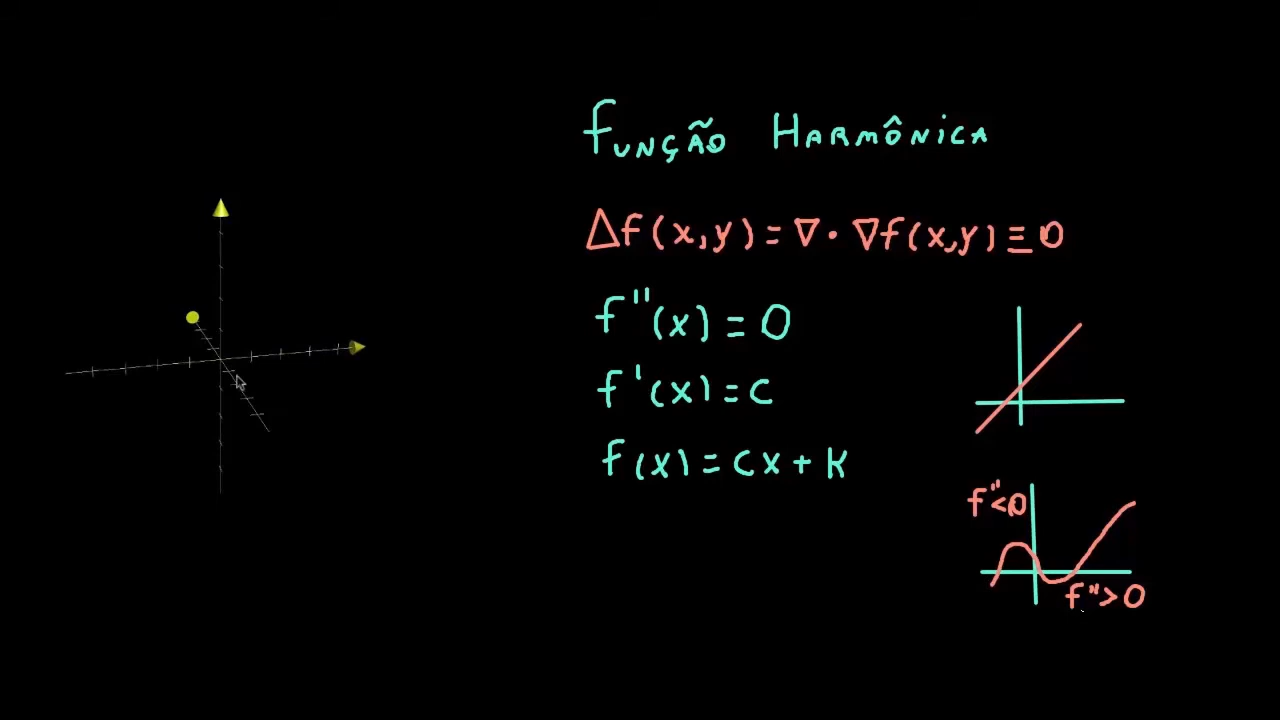 Função Harmônica
Δf(x,y) = ∇ · ∇f(x,y) ≡ 0
f''(x) = 0
f'(x) = c
f(x) = cx + k
f'' < 0
f'' > 0